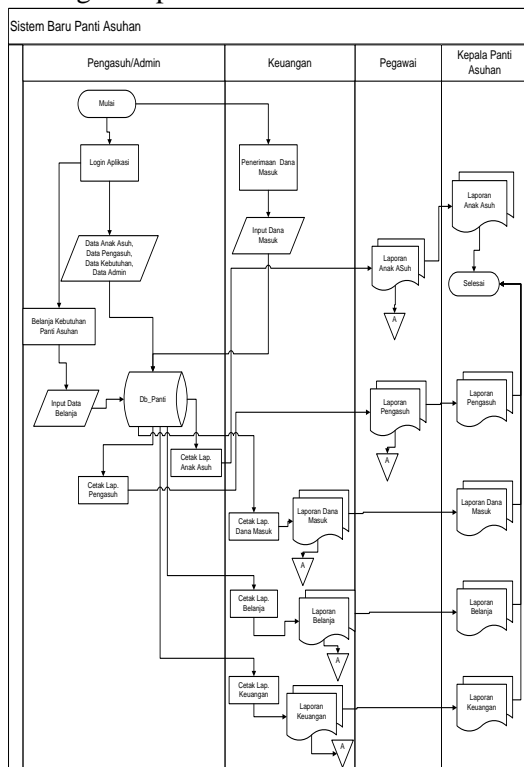 Sistem Baru Panti Asuhan
Pengasuh/Admin
Keuangan
Pegawai
Kepala Panti
Asuhan
Mulai
Login Aplikasi
Penerimaan Dana
Masuk
Data Anak Asuh,
Data Pengasuh,
Data Kebutuhan,
Data Admin
Input Dana
Masuk
Laporan
Anak ASuh
A
Laporan
Anak Asuh
Selesai
Belanja Kebutuhan
Panti Asuhan
Input Data
Belanja
Db_Panti
Cetak Lap.
Anak Asuh
Cetak Lap.
Pengasuh
Laporan
Pengasuh
A
Laporan
Pengasuh
Cetak Lap.
Dana Masuk
Laporan Dana
Masuk
A
Laporan Dana
Masuk
Cetak Lap.
Belanja
Laporan
Belanja
A
Laporan
Belanja
Cetak Lap.
Keuangan
Laporan
Keuangan
A
Laporan
Keuangan